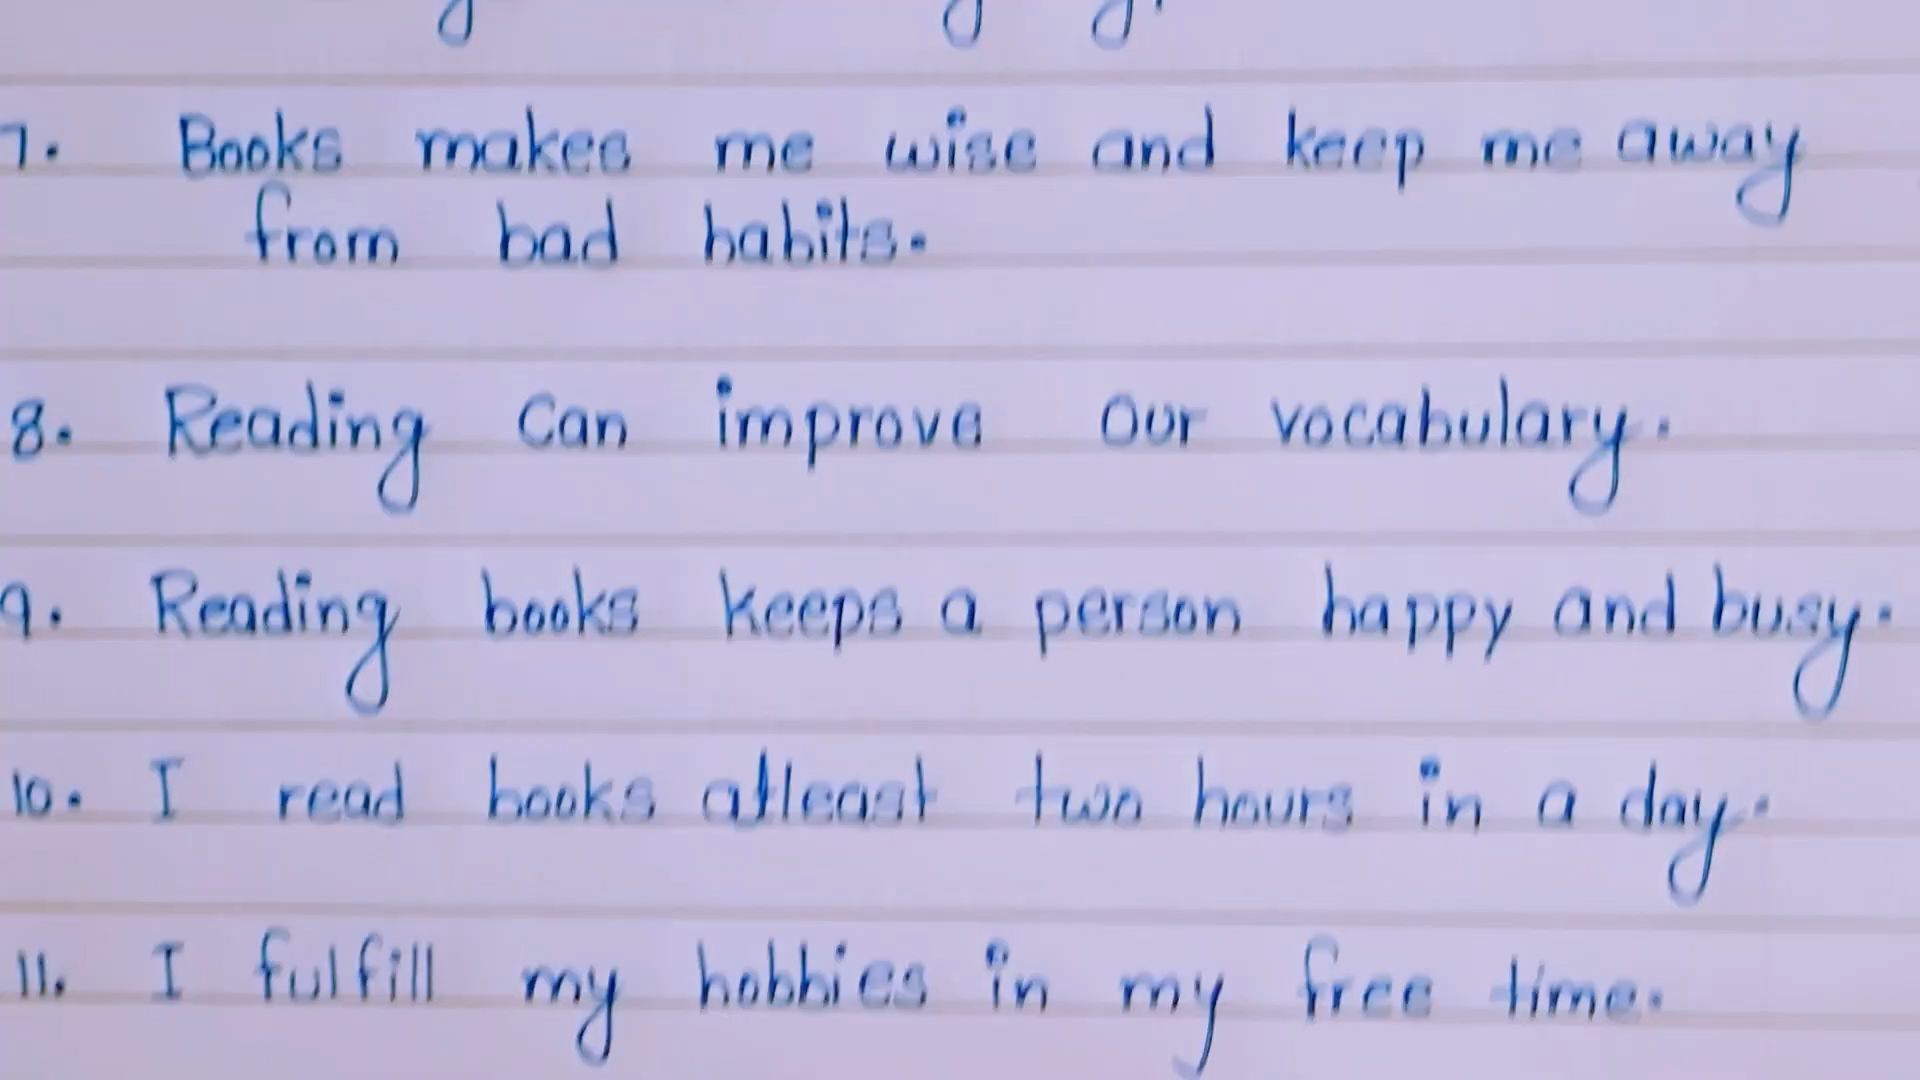 7. Books makes me wise and keep me away
from bad habits.
8. Reading can improve our vocabulary.
9. Reading books keeps a person happy and busy.
10. I read books atleast two hours in a day.
11. I fulfill my hobbies in my free time.